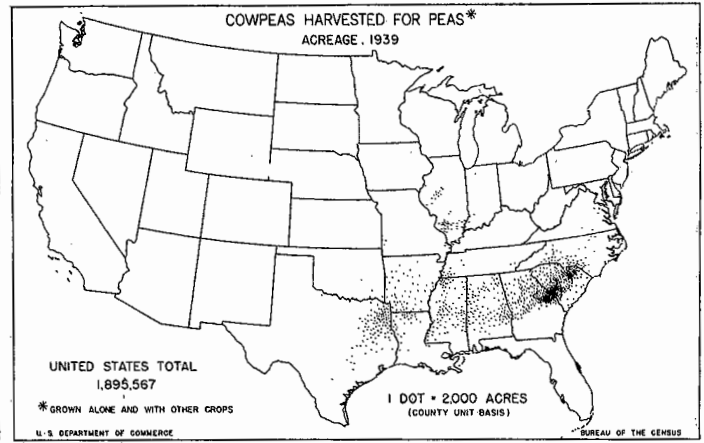 COWPEAS HARVESTED FOR PEAS*
ACREAGE, 1939
UNITED STATES TOTAL
1,895,567
*GROWN ALONE AND WITH OTHER CROPS
1 DOT = 2,000 ACRES
(COUNTY UNIT BASIS)
U.S. DEPARTMENT OF COMMERCE
BUREAU OF THE CENSUS